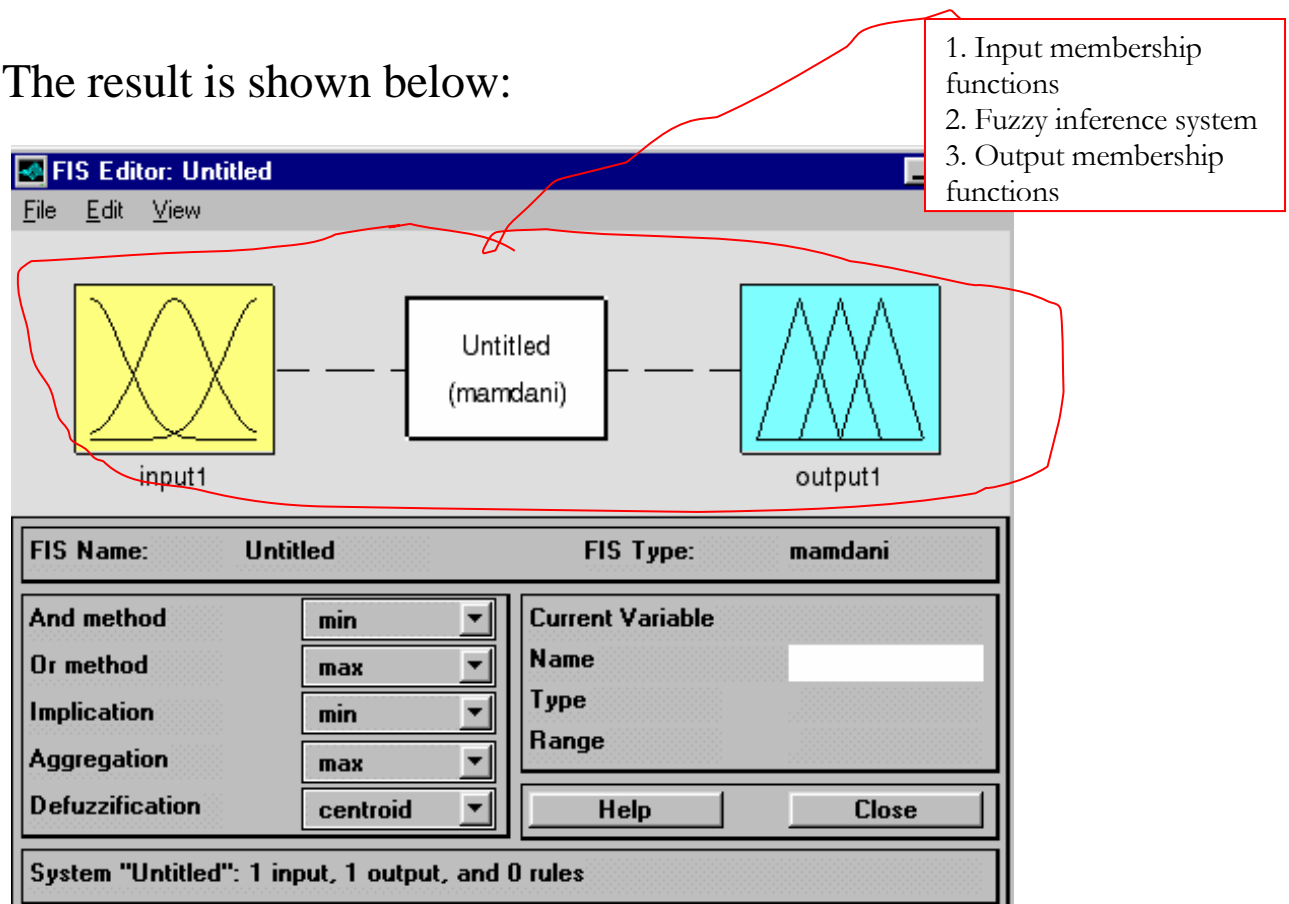 1. Input membership
functions
2. Fuzzy inference system
3. Output membership
functions
The result is shown below:
FIS Editor: Untitled
File Edit View
Untitled
(mamdani)
input1
output1
FIS Name: Untitled FIS Type: mamdani
And method min
Or method max
Implication min
Aggregation max
Defuzzification centroid
Current Variable
Name
Type
Range
Help Close
System "Untitled": 1 input, 1 output, and 0 rules